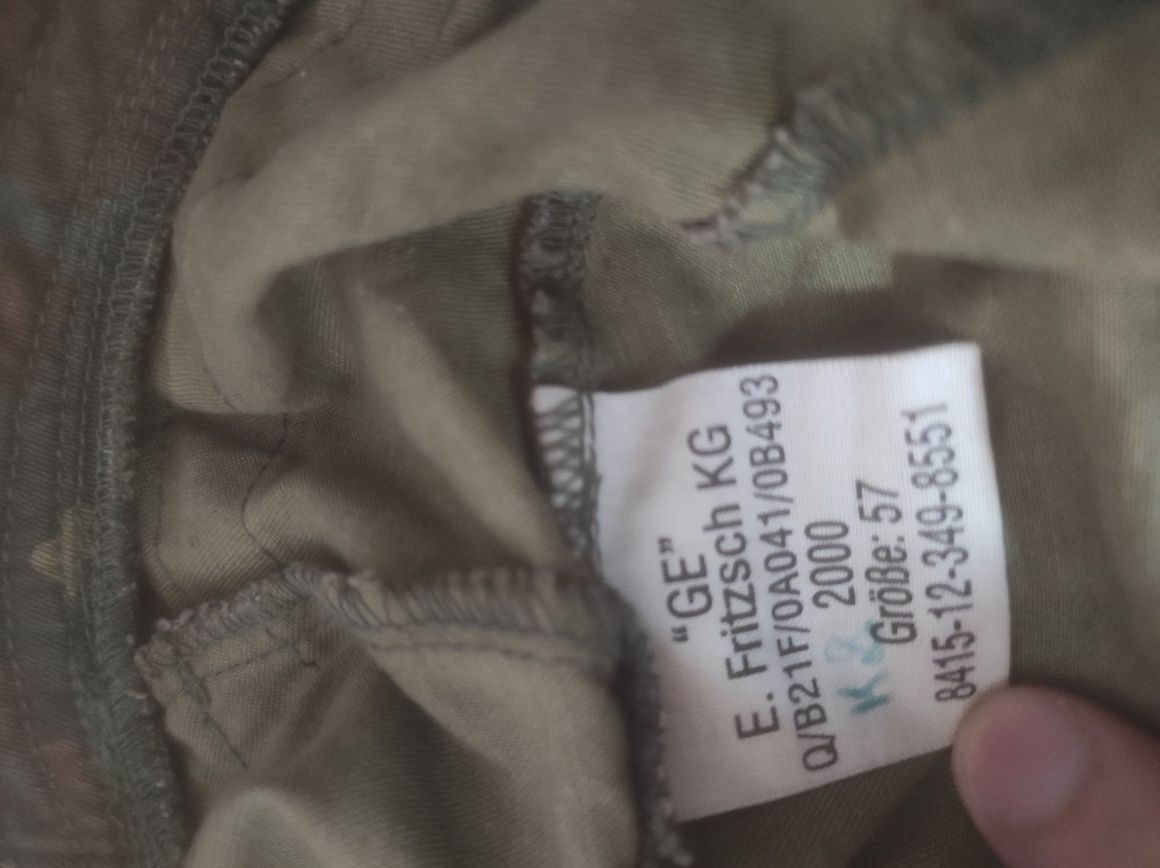 “GE”
E. Fritzsch KG
Q/B21F/0A041/0B493
2000
Größe: 57
8415-12-349-8551